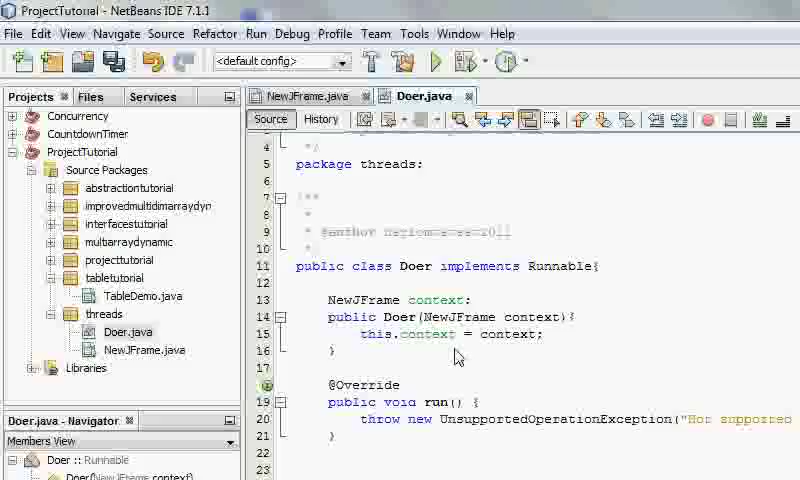 ProjectTutorial - NetBeans IDE 7.1.1
File Edit View Navigate Source Refactor Run Debug Profile Team Tools Window Help
<default config>
Projects Files Services
NewJFrame.java Doer.java
Source History
Concurrency
CountdownTimer
ProjectTutorial
Source Packages
abstractiontutorial
improvedmultidimarraydyn
interfacestutorial
multiarraydynamic
projecttutorial
tabletutorial
TableDemo.java
threads
Doer.java
NewJFrame.java
Libraries
Doer.java - Navigator
Members View
Doer :: Runnable
Doer(NewJFrame context)
4 */
5 package threads;
6
7 /**
8 *
9 * @author
10 *
11 public class Doer implements Runnable{
12
13 NewJFrame context;
14 public Doer(NewJFrame context){
15 this.context = context;
16 }
17
@Override
19 public void run() {
20 throw new UnsupportedOperationException("Not supported
21 }
22
23